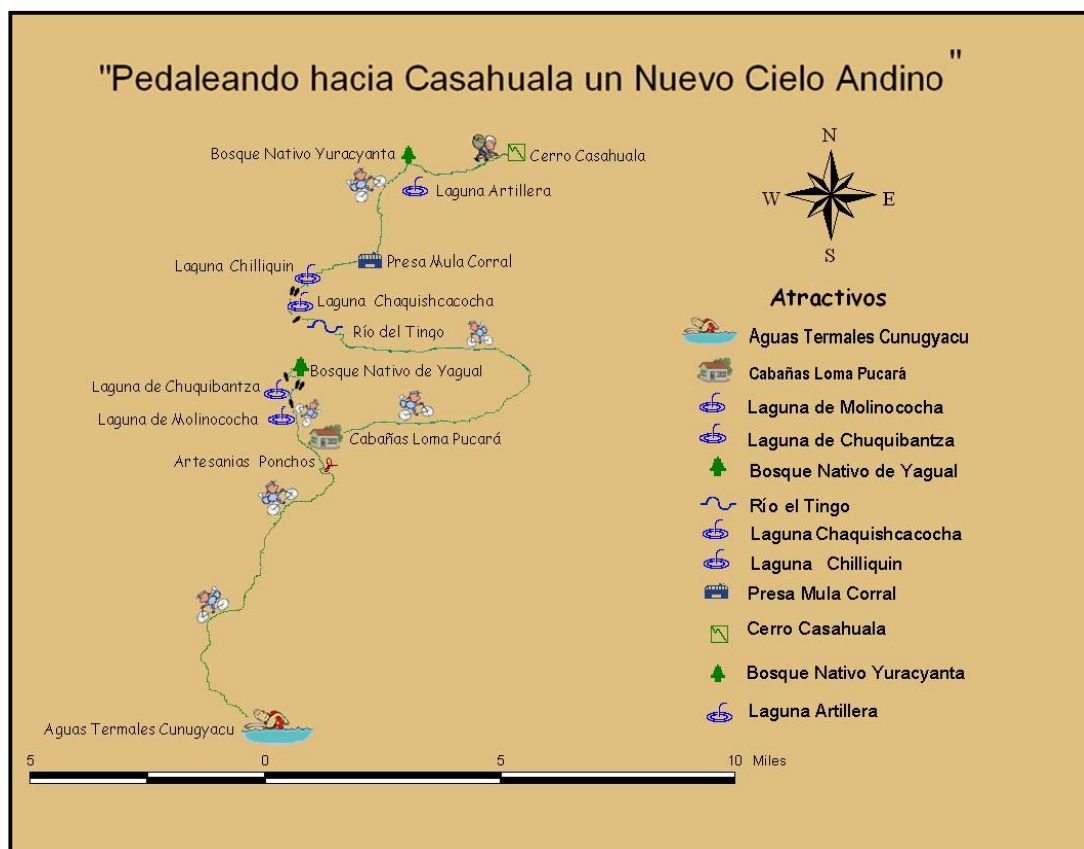 "Pedaleando hacia Casahuala un Nuevo Cielo Andino"
N
W E
S
Bosque Nativo Yuracyanta
Cerro Casahuala
Laguna Artillera
Laguna Chilliquin
Presa Mula Corral
Laguna Chaquishcacocha
Río del Tingo
Bosque Nativo de Yagual
Laguna de Chuquibantza
Laguna de Molinococha
Cabañas Loma Pucará
Artesanias Ponchos
Aguas Termales Cunugyacu
Atractivos
Aguas Termales Cunugyacu
Cabañas Loma Pucará
Laguna de Molinococha
Laguna de Chuquibantza
Bosque Nativo de Yagual
Río el Tingo
Laguna Chaquishcacocha
Laguna Chilliquin
Presa Mula Corral
Cerro Casahuala
Bosque Nativo Yuracyanta
Laguna Artillera
5 0 5 10 Miles